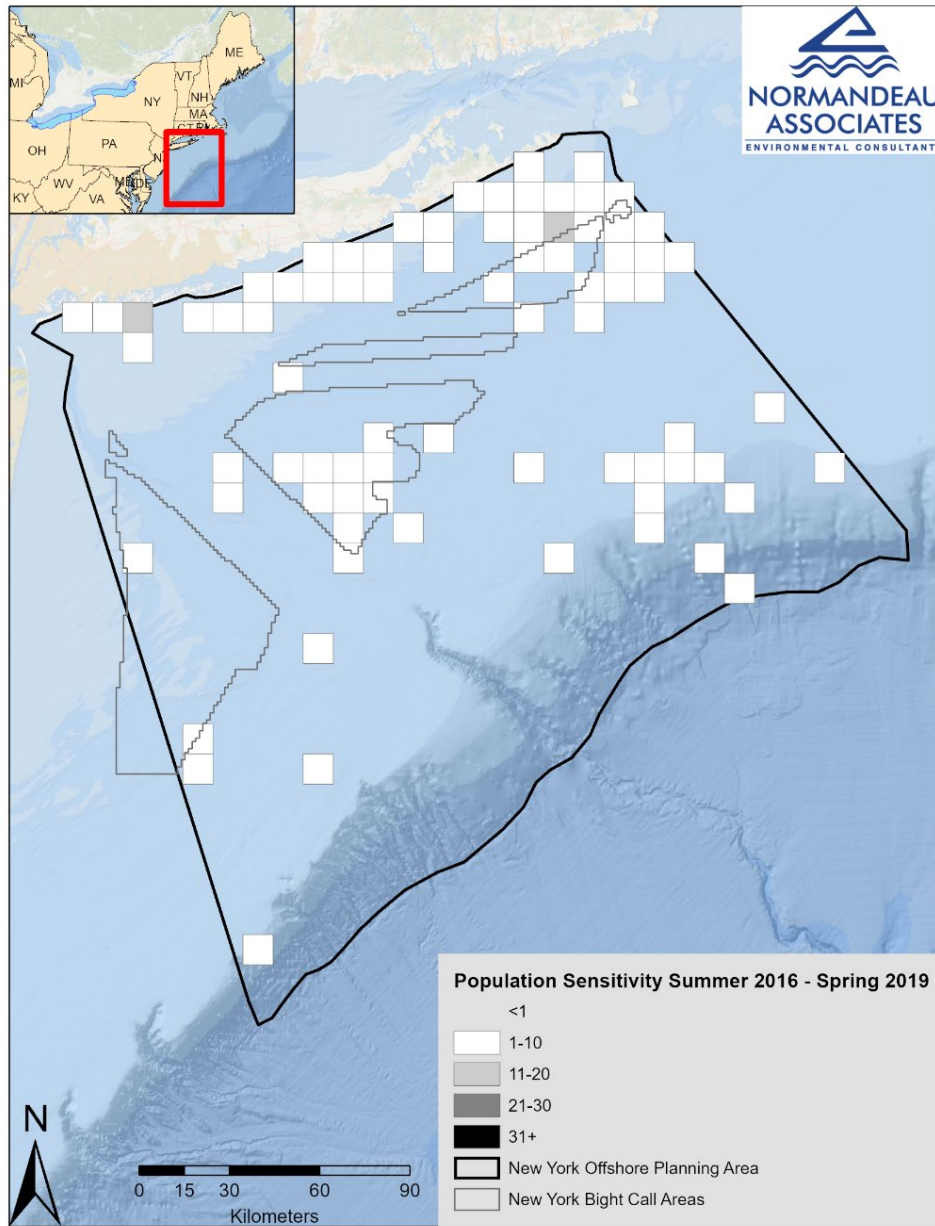 ME
VT
MI
NH
NY
MA
PA
OH
WV
DE
KY
VA
NORMANDEAU
ASSOCIATES
ENVIRONMENTAL CONSULTANT
Population Sensitivity Summer 2016 - Spring 2019
<1
1-10
11-20
21-30
31+
New York Offshore Planning Area
New York Bight Call Areas
N
0 15 30 60 90
Kilometers